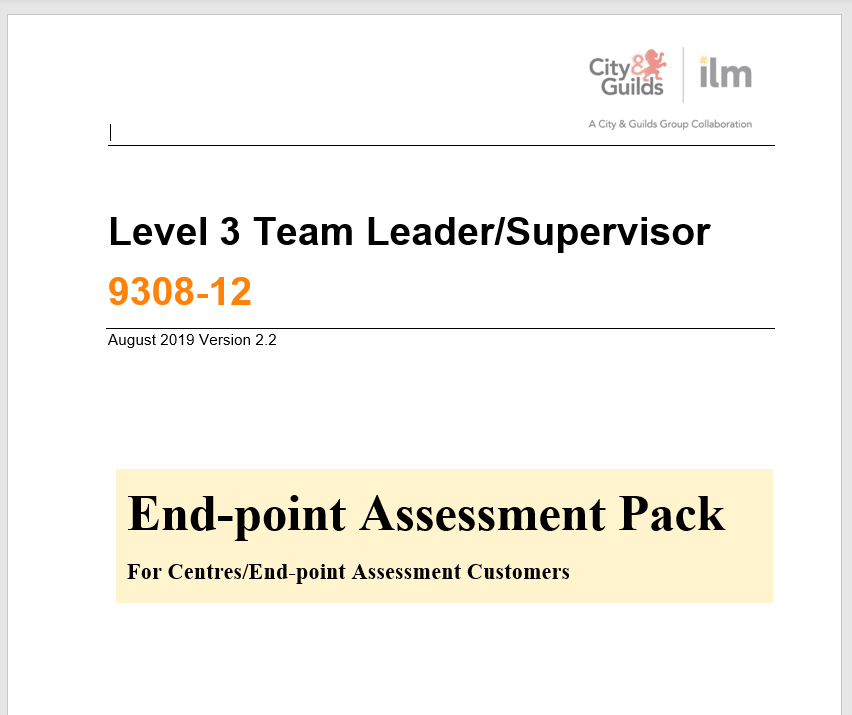 City&
Guilds
ilm
A City & Guilds Group Collaboration
Level 3 Team Leader/Supervisor
9308-12
August 2019 Version 2.2
End-point Assessment Pack
For Centres/End-point Assessment Customers